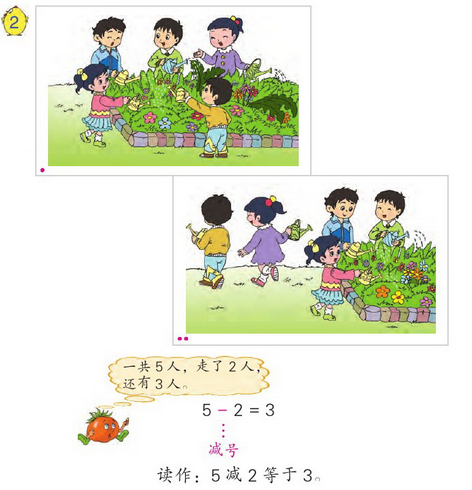 2
一共5人，走了2人，
还有3人。
5 - 2 = 3
减号
读作：5 减 2 等于 3。